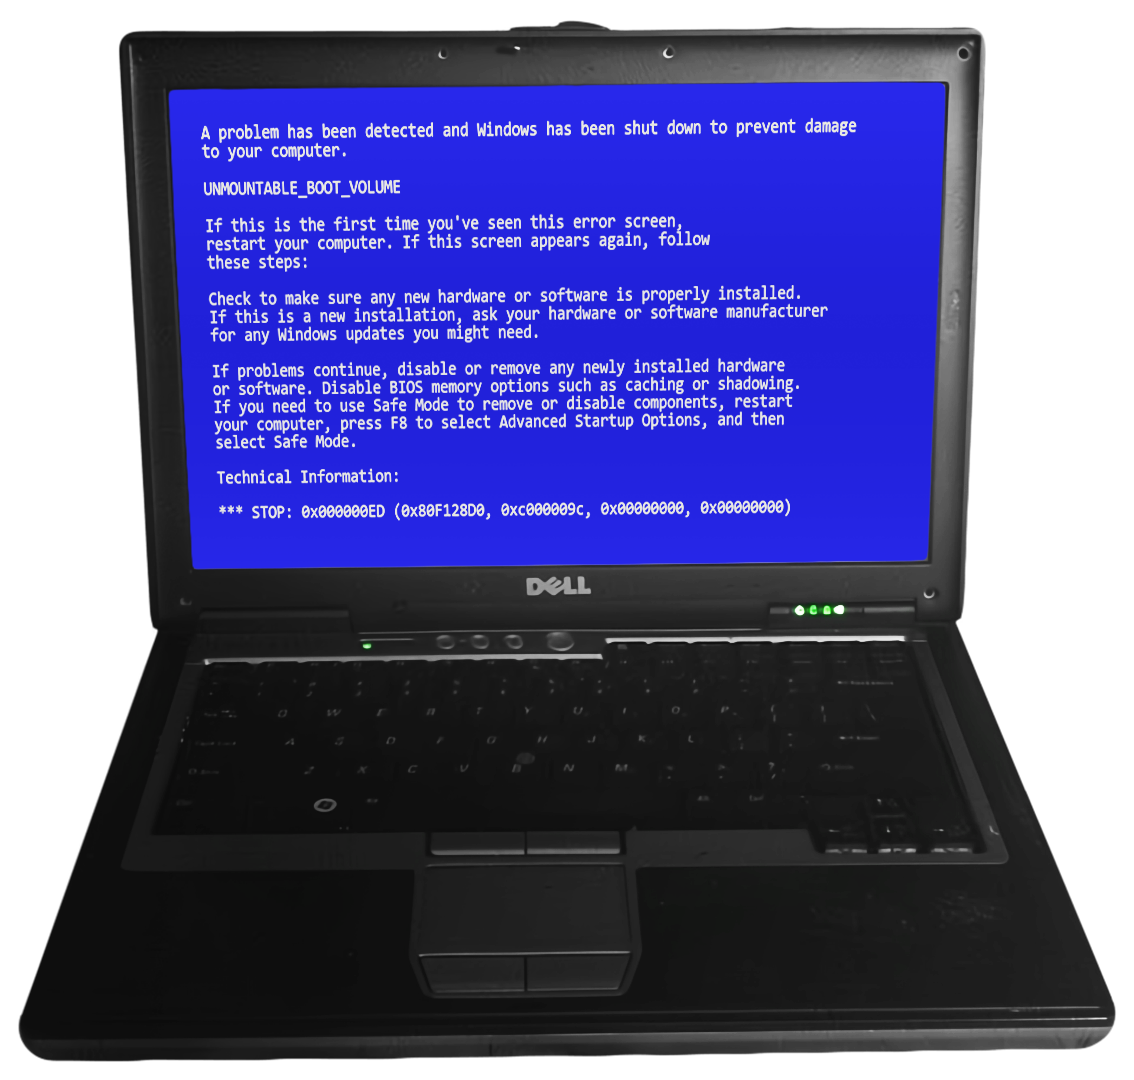 A problem has been detected and Windows has been shut down to prevent damage
to your computer.
UNMOUNTABLE_BOOT_VOLUME
If this is the first time you've seen this error screen,
restart your computer. If this screen appears again, follow
these steps:
Check to make sure any new hardware or software is properly installed.
If this is a new installation, ask your hardware or software manufacturer
for any Windows updates you might need.
If problems continue, disable or remove any newly installed hardware
or software. Disable BIOS memory options such as caching or shadowing.
If you need to use Safe Mode to remove or disable components, restart
your computer, press F8 to select Advanced Startup Options, and then
select Safe Mode.
Technical Information:
*** STOP: 0x000000ED (0x80F128D0, 0xc000009c, 0x00000000, 0x00000000)
DELL
W E R T Y U I O P
A S D F G H J K L
Z X C V B N M